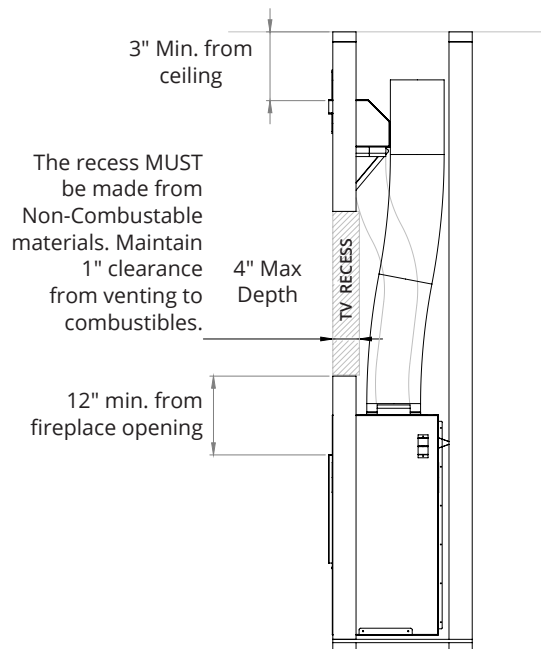 3" Min. from
ceiling
The recess MUST
be made from
Non-Combustable
materials. Maintain
1" clearance
from venting to
combustibles.
4" Max
Depth
TV RECESS
12" min. from
fireplace opening